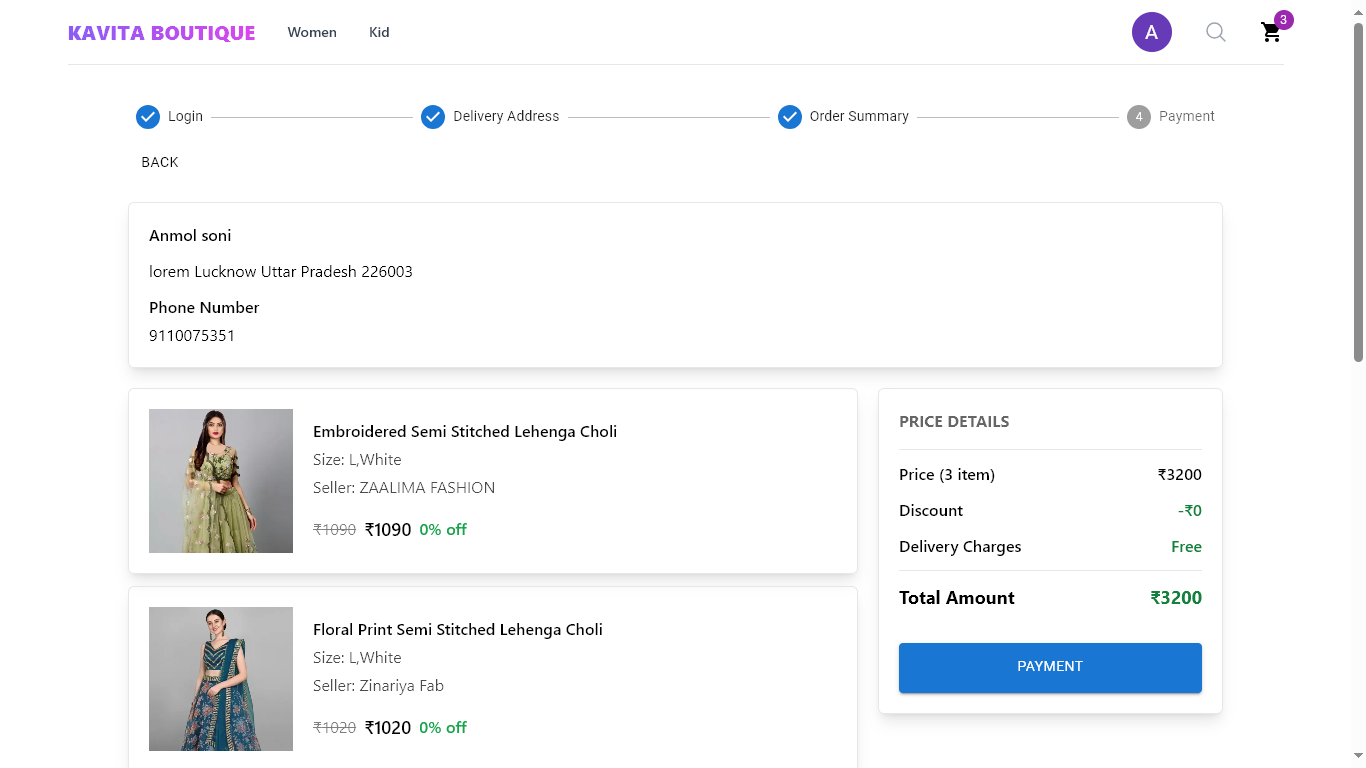 KAVITA BOUTIQUE Women Kid A 3
Login Delivery Address Order Summary 4 Payment
BACK
Anmol soni
lorem Lucknow Uttar Pradesh 226003
Phone Number
9110075351
Embroidered Semi Stitched Lehenga Choli
Size: L,White
Seller: ZAALIMA FASHION
₹1090 ₹1090 0% off
Floral Print Semi Stitched Lehenga Choli
Size: L,White
Seller: Zinariya Fab
₹1020 ₹1020 0% off
PRICE DETAILS
Price (3 item) ₹3200
Discount -₹0
Delivery Charges Free
Total Amount ₹3200
PAYMENT